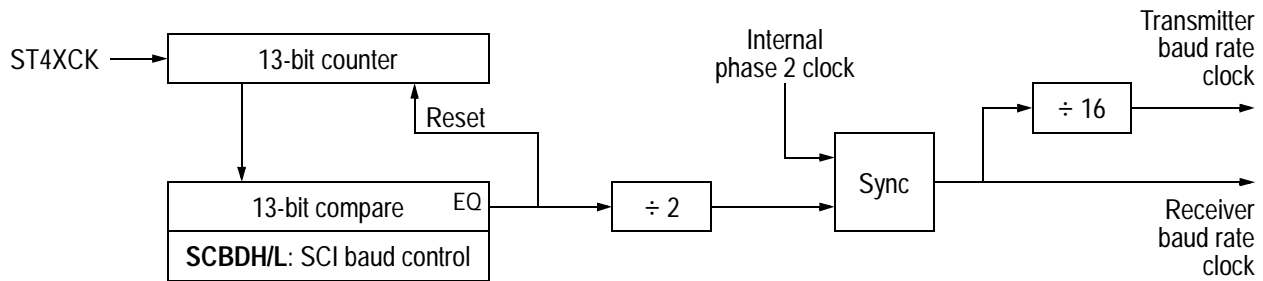 ST4XCK
13-bit counter
Reset
13-bit compare
EQ
SCBDH/L: SCI baud control
÷ 2
Internal
phase 2 clock
Sync
÷ 16
Transmitter
baud rate
clock
Receiver
baud rate
clock